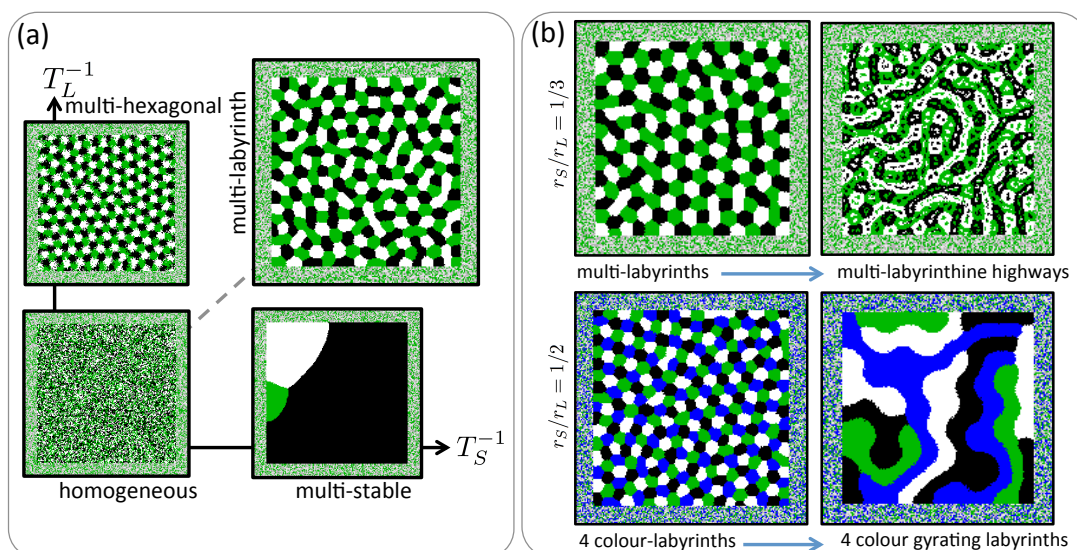 (a)
T_L^{-1}
multi-hexagonal
multi-labyrinth
homogeneous
multi-stable
T_S^{-1}
(b)
r_S/r_L = 1/3
multi-labyrinths
multi-labyrinthine highways
r_S/r_L = 1/2
4 colour-labyrinths
4 colour gyrating labyrinths